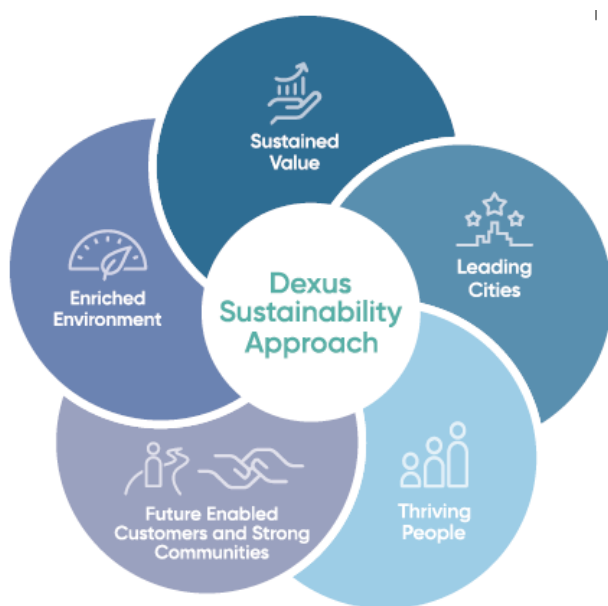 Sustained
Value
Leading
Cities
Dexus
Sustainability
Approach
Enriched
Environment
Thriving
People
Future Enabled
Customers and Strong
Communities